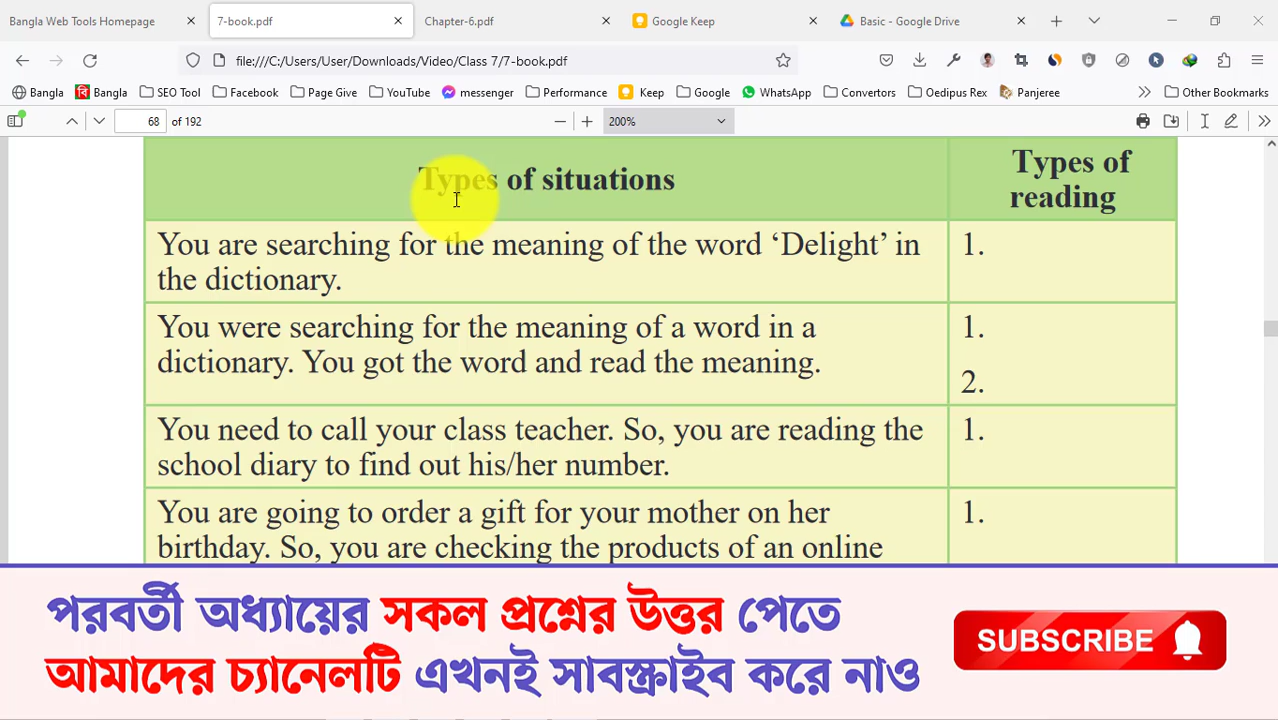 Bangla Web Tools Homepage
7-book.pdf
Chapter-6.pdf
Google Keep
Basic - Google Drive
file:///C:/Users/User/Downloads/Video/Class 7/7-book.pdf
Bangla
বি Bangla
SEO Tool
Facebook
Page Give
YouTube
messenger
Performance
Keep
Google
WhatsApp
Convertors
Oedipus Rex
Panjeree
Other Bookmarks
68 of 192
200%
Types of situations
Types of
reading
You are searching for the meaning of the word ‘Delight’ in
the dictionary.
1.
You were searching for the meaning of a word in a
dictionary. You got the word and read the meaning.
1.
2.
You need to call your class teacher. So, you are reading the
school diary to find out his/her number.
1.
You are going to order a gift for your mother on her
birthday. So, you are checking the products of an online
1.
পরবর্তী অধ্যায়ের সকল প্রশ্নের উত্তর পেতে
আমাদের চ্যানেলটি এখনই সাবস্ক্রাইব করে নাও
SUBSCRIBE